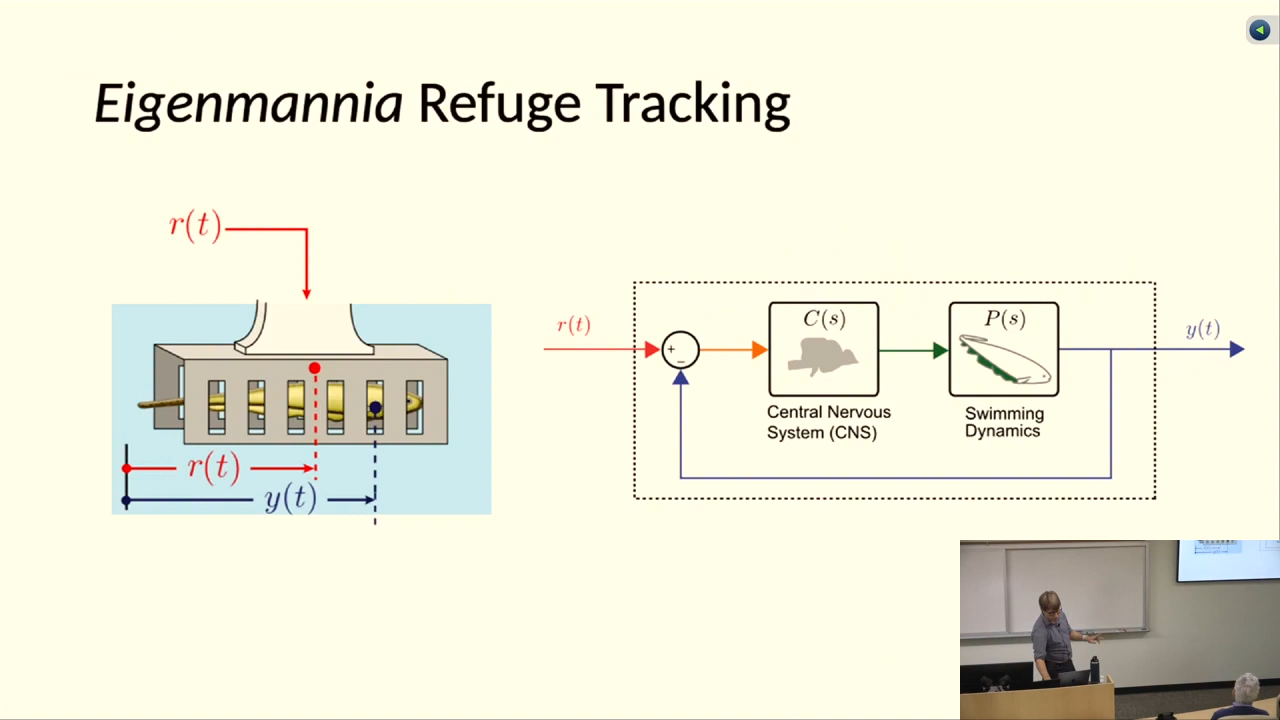 Eigenmannia Refuge Tracking
r(t)
r(t)
y(t)
r(t)
+
−
C(s)
Central Nervous
System (CNS)
P(s)
Swimming
Dynamics
y(t)